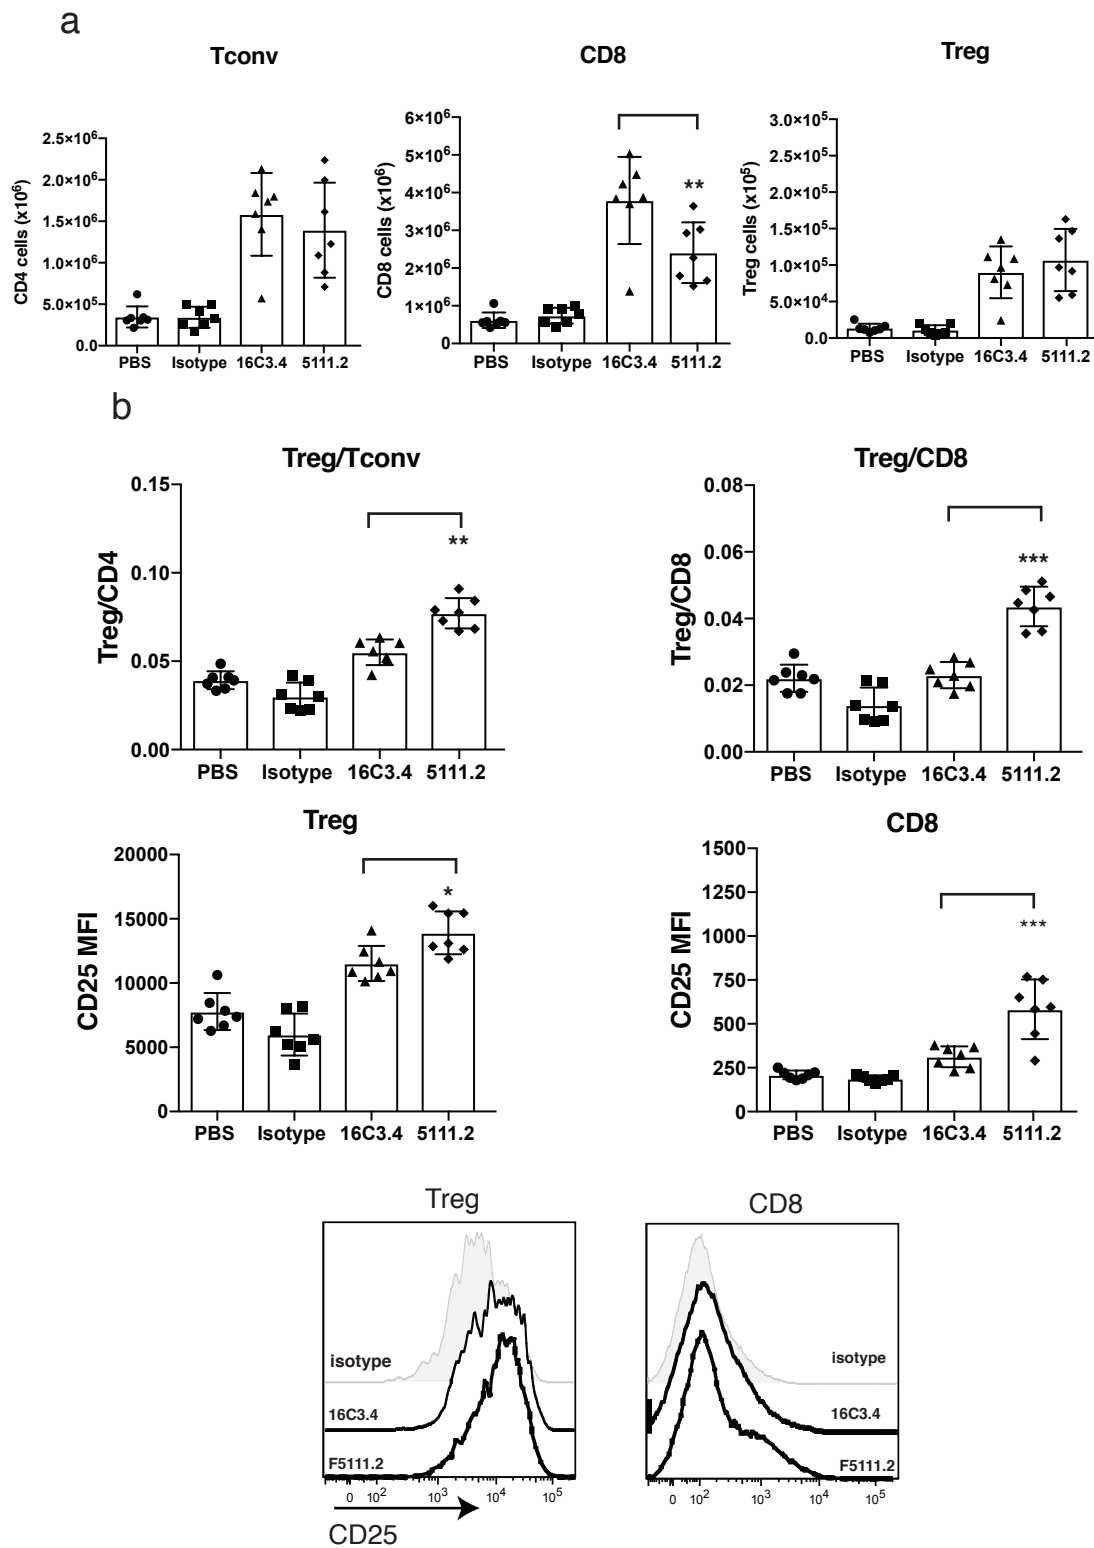 a
Tconv
CD8
Treg
CD4 cells (x10⁶)
2.5×10⁶
2.0×10⁶
1.5×10⁶
1.0×10⁶
5.0×10⁵
0.0
PBS Isotype 16C3.4 5111.2
CD8 cells (x10⁶)
6×10⁶
5×10⁶
4×10⁶
3×10⁶
2×10⁶
1×10⁶
0
**
PBS Isotype 16C3.4 5111.2
Treg cells (x10⁵)
3.0×10⁵
2.5×10⁵
2.0×10⁵
1.5×10⁵
1.0×10⁵
5.0×10⁴
0.0
PBS Isotype 16C3.4 5111.2
b
Treg/Tconv
Treg/CD4
0.15
0.10
0.05
0.00
**
PBS Isotype 16C3.4 5111.2
Treg/CD8
Treg/CD8
0.08
0.06
0.04
0.02
0.00
***
PBS Isotype 16C3.4 5111.2
Treg
CD25 MFI
20000
15000
10000
5000
0
*
PBS Isotype 16C3.4 5111.2
CD8
CD25 MFI
1500
1250
1000
750
500
250
0
***
PBS Isotype 16C3.4 5111.2
Treg
isotype
16C3.4
F5111.2
0 10² 10³ 10⁴ 10⁵
CD25
CD8
isotype
16C3.4
F5111.2
0 10² 10³ 10⁴ 10⁵